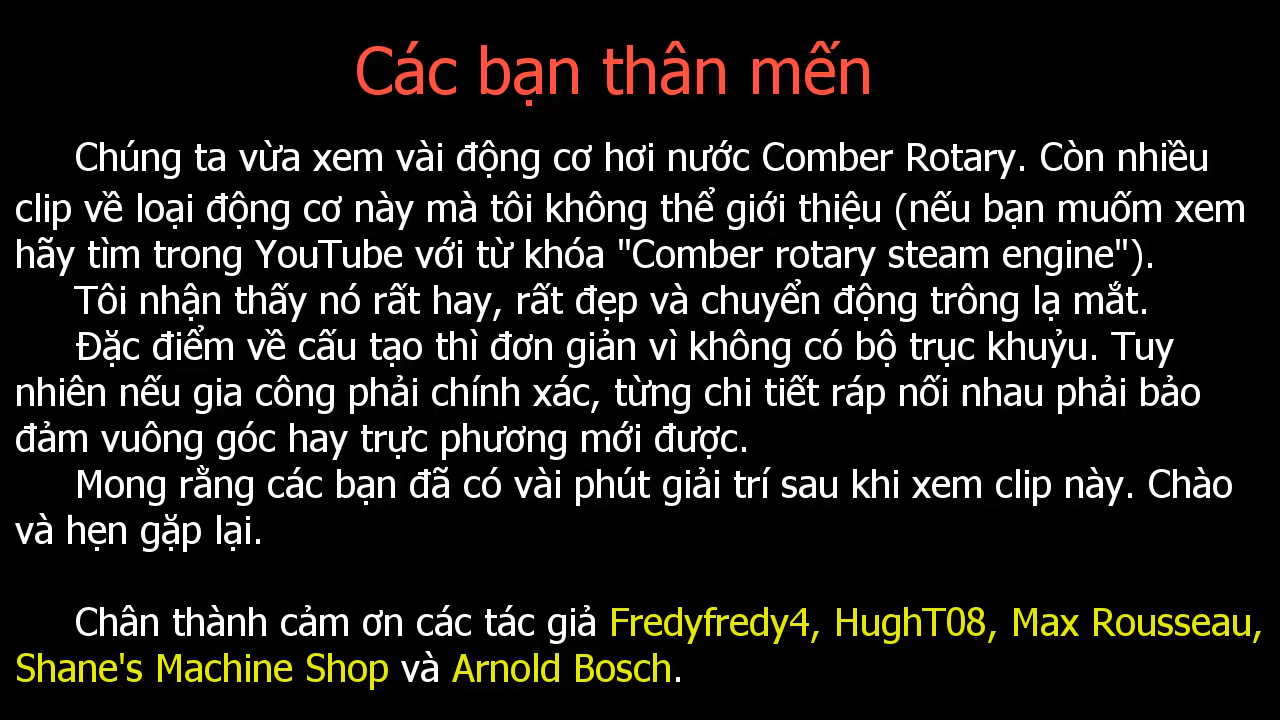 Các bạn thân mến
Chúng ta vừa xem vài động cơ hơi nước Comber Rotary. Còn nhiều
clip về loại động cơ này mà tôi không thể giới thiệu (nếu bạn muốm xem
hãy tìm trong YouTube với từ khóa "Comber rotary steam engine").
Tôi nhận thấy nó rất hay, rất đẹp và chuyển động trông lạ mắt.
Đặc điểm về cấu tạo thì đơn giản vì không có bộ trục khuỷu. Tuy
nhiên nếu gia công phải chính xác, từng chi tiết ráp nối nhau phải bảo
đảm vuông góc hay trực phương mới được.
Mong rằng các bạn đã có vài phút giải trí sau khi xem clip này. Chào
và hẹn gặp lại.
Chân thành cảm ơn các tác giả Fredyfredy4, HughT08, Max Rousseau,
Shane's Machine Shop và Arnold Bosch.